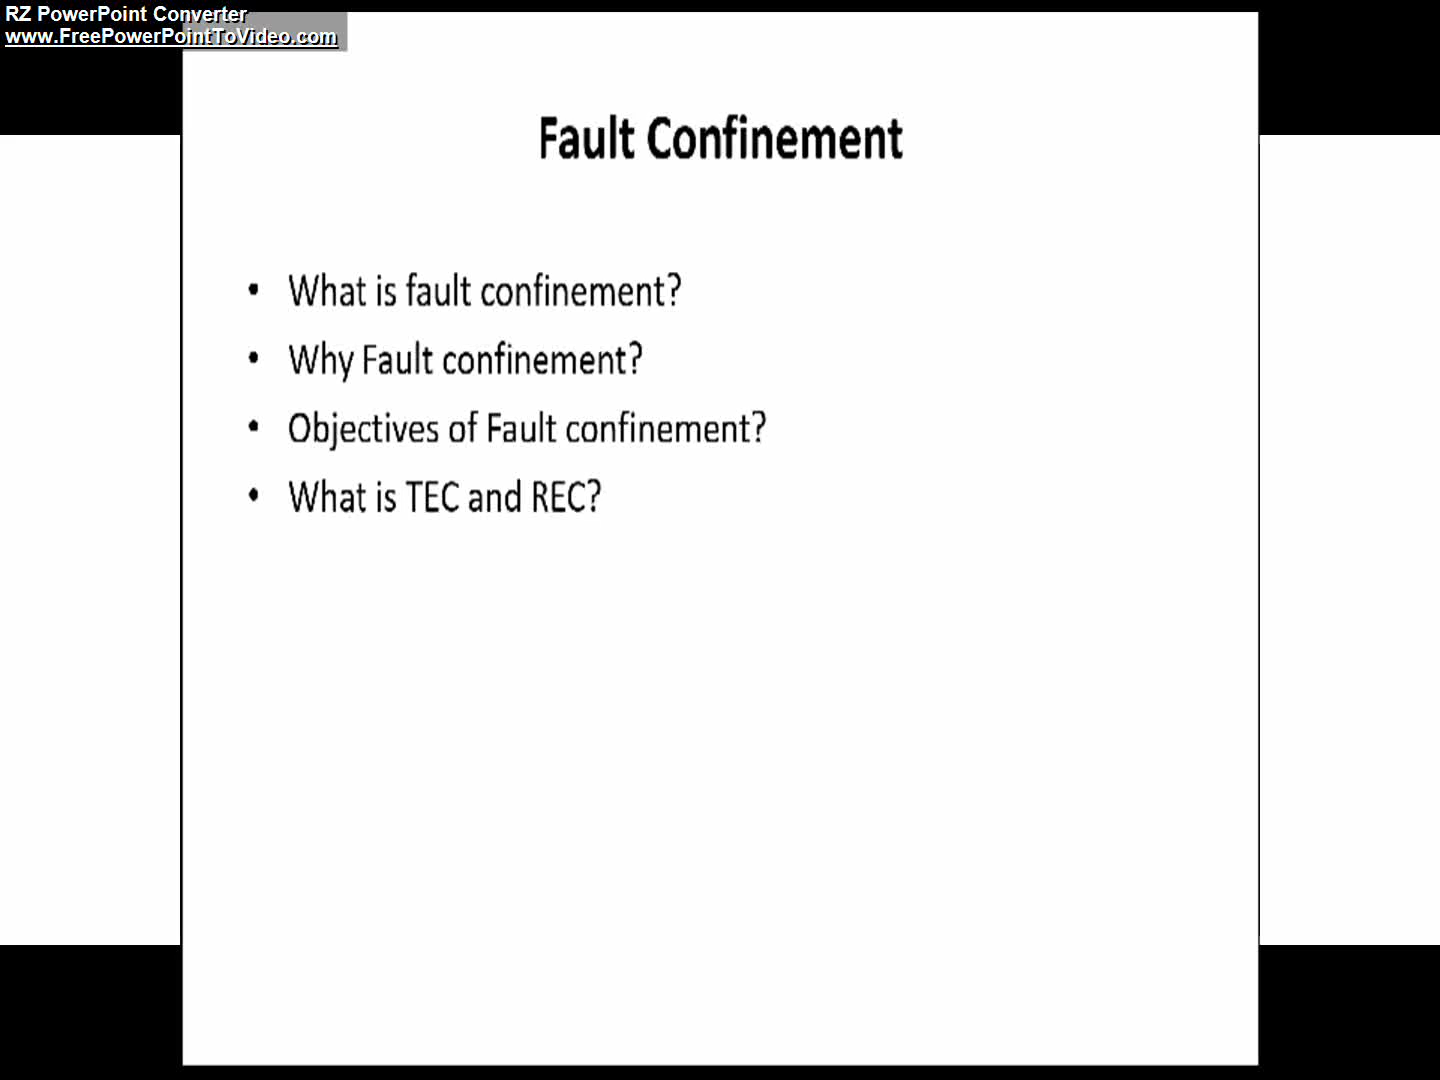 RZ PowerPoint Converter
www.FreePowerPointToVideo.com
Fault Confinement
• What is fault confinement?
• Why Fault confinement?
• Objectives of Fault confinement?
• What is TEC and REC?